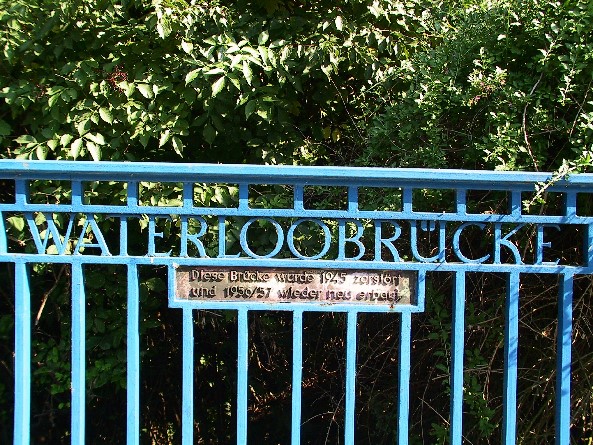 WATERLOOBRÜCKE
Diese Brücke wurde 1945 zerstört
und 1956/57 wieder neu erbaut